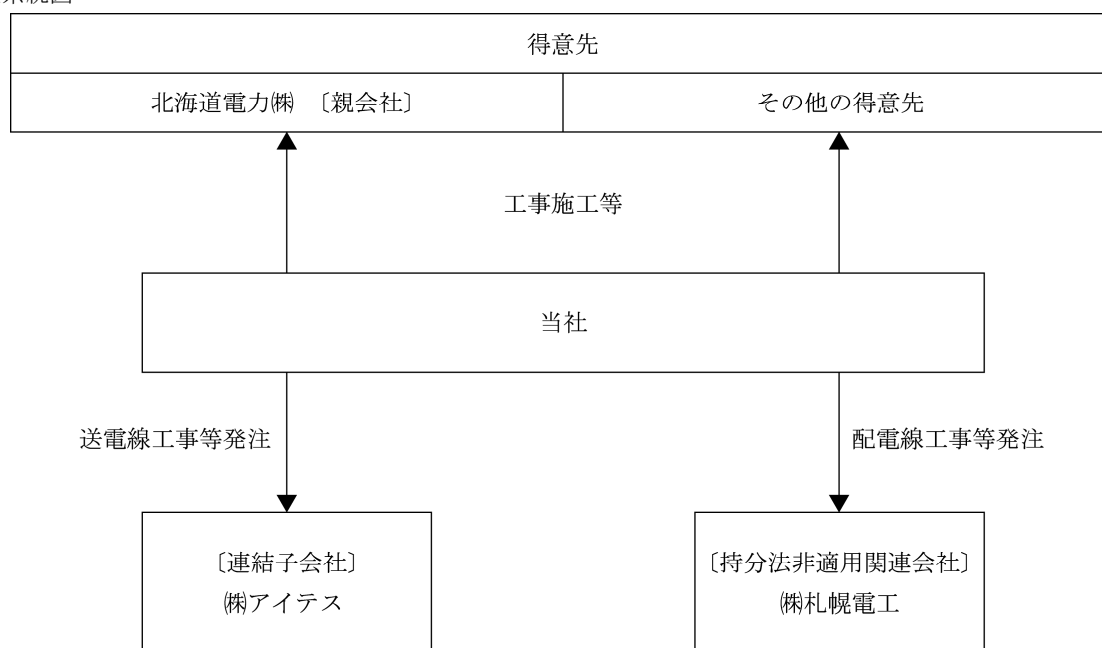 系統図
得意先
北海道電力㈱ 〔親会社〕
その他の得意先
工事施工等
当社
送電線工事等発注
配電線工事等発注
〔連結子会社〕
㈱アイテス
〔持分法非適用関連会社〕
㈱札幌電工